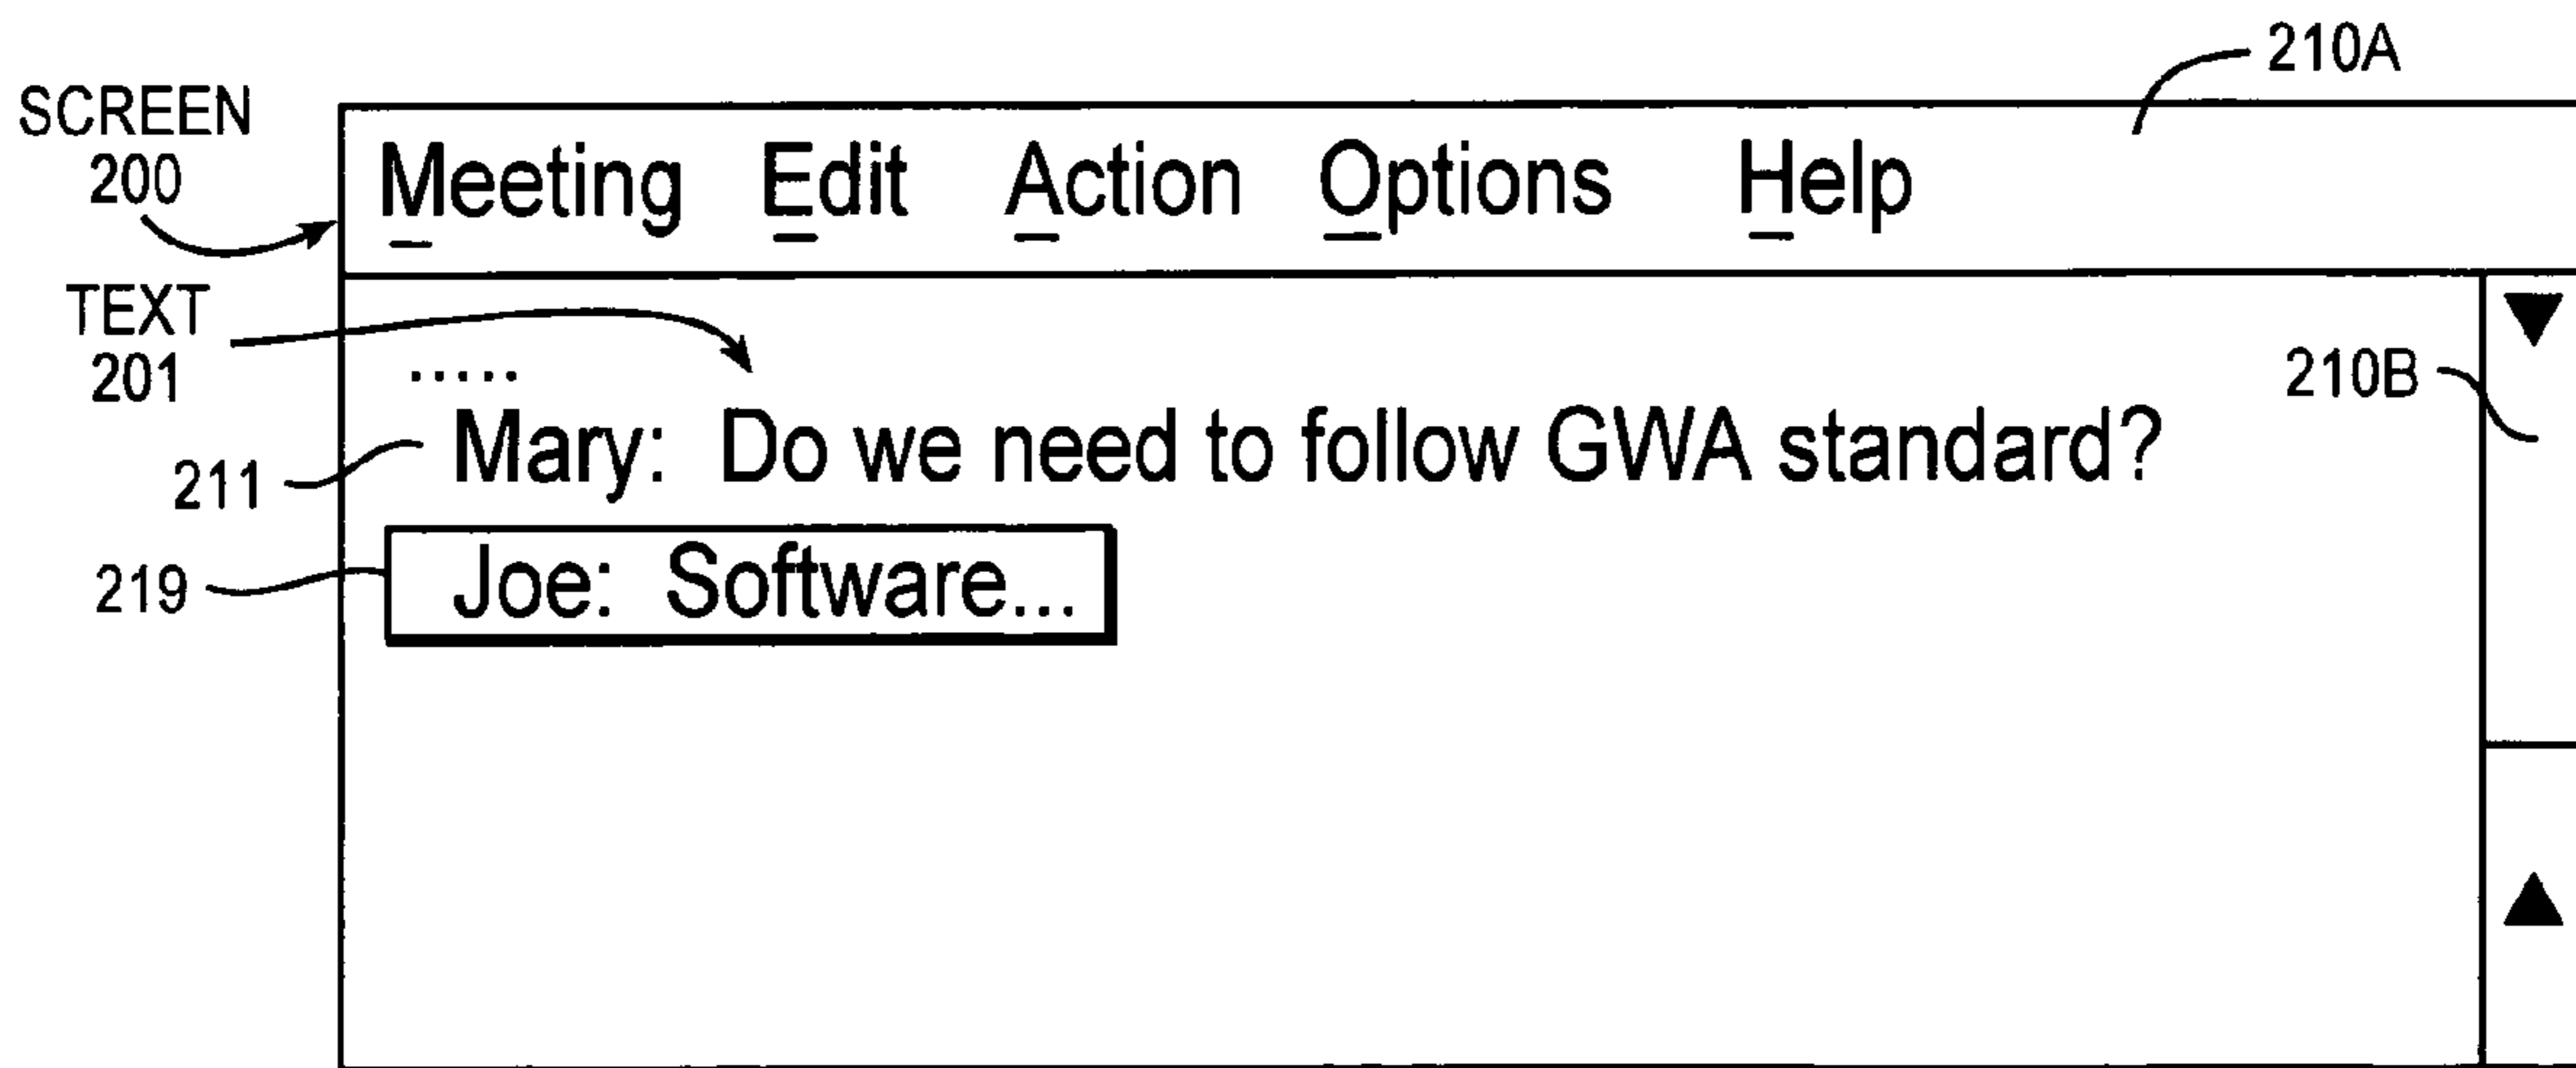 210A
SCREEN
200
Meeting Edit Action Options Help
TEXT
201
.....
210B
211
Mary: Do we need to follow GWA standard?
219
Joe: Software...